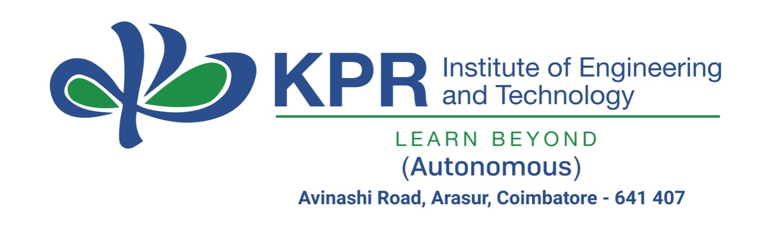 KPR Institute of Engineering
and Technology
LEARN BEYOND
(Autonomous)
Avinashi Road, Arasur, Coimbatore - 641 407